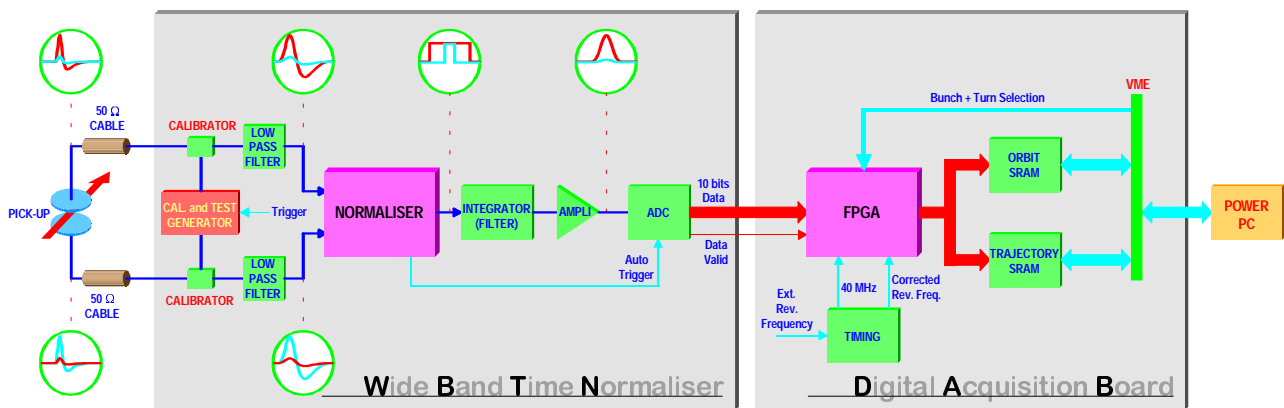 50 Ω
CABLE
CALIBRATOR
LOW
PASS
FILTER
PICK-UP
CAL. and TEST
GENERATOR
Trigger
NORMALISER
INTEGRATOR
(FILTER)
AMPLI
ADC
Auto
Trigger
LOW
PASS
FILTER
CALIBRATOR
50 Ω
CABLE
Wide Band Time Normaliser
10 bits
Data
Data
Valid
Bunch + Turn Selection
VME
FPGA
ORBIT
SRAM
TRAJECTORY
SRAM
POWER
PC
40 MHz
Corrected
Rev. Freq.
Ext.
Rev.
Frequency
TIMING
Digital Acquisition Board